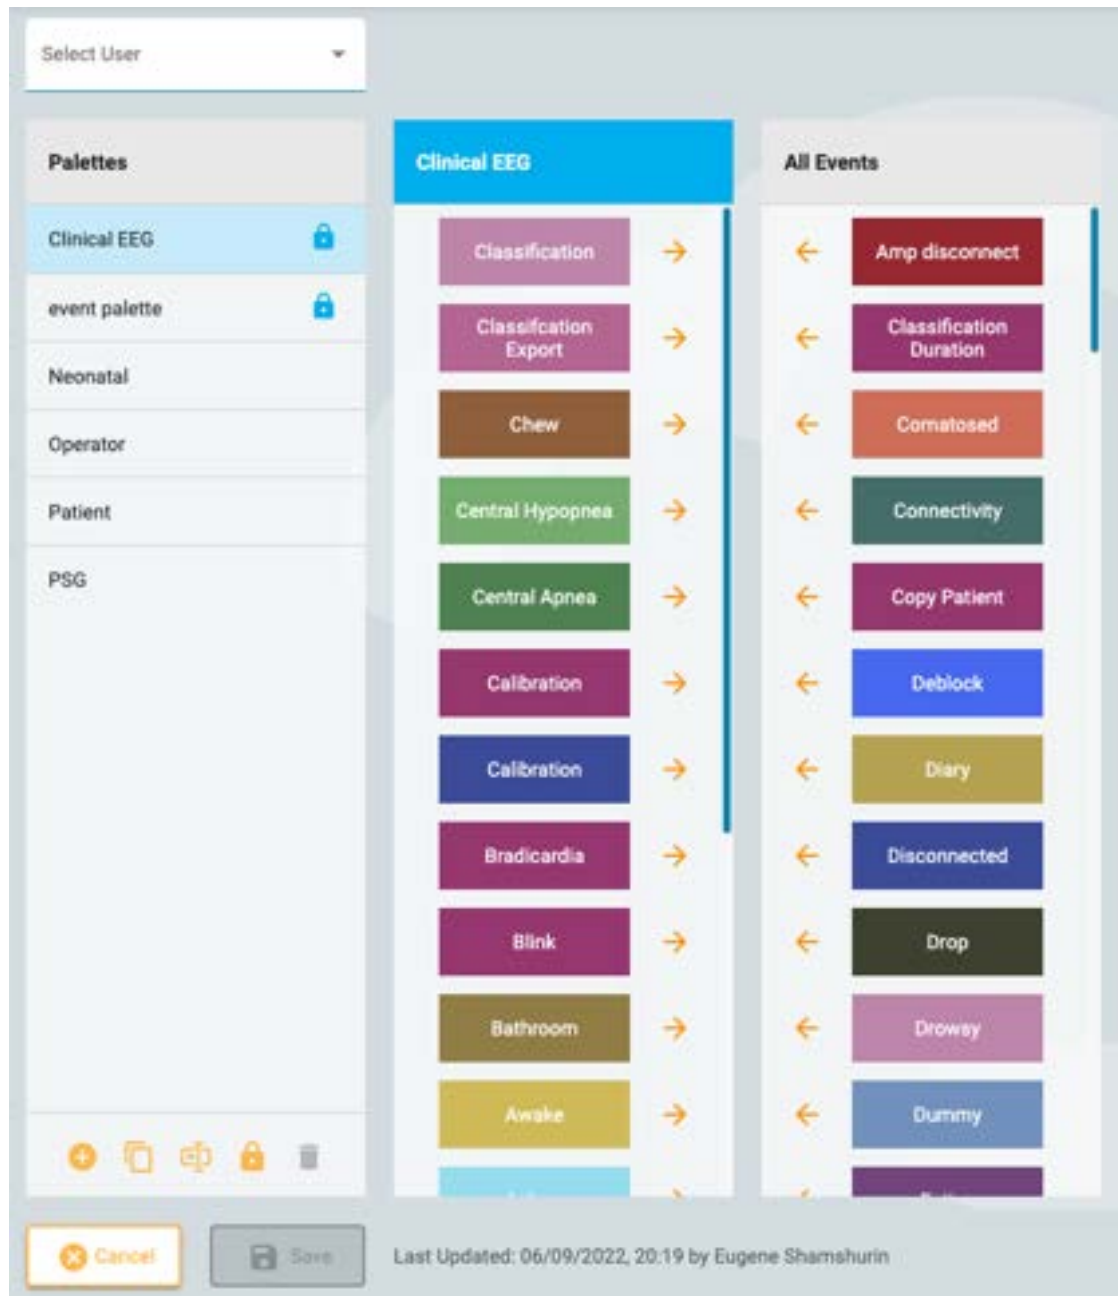 Select User
Palettes
Clinical EEG
event palette
Neonatal
Operator
Patient
PSG
Clinical EEG
Classification
Classifcation
Export
Chew
Central Hypopnea
Central Apnea
Calibration
Calibration
Bradicardia
Blink
Bathroom
Awake
All Events
Amp disconnect
Classification
Duration
Comatosed
Connectivity
Copy Patient
Deblock
Diary
Disconnected
Drop
Drowsy
Dummy
Cancel
Save
Last Updated: 06/09/2022, 20:19 by Eugene Shamshurin